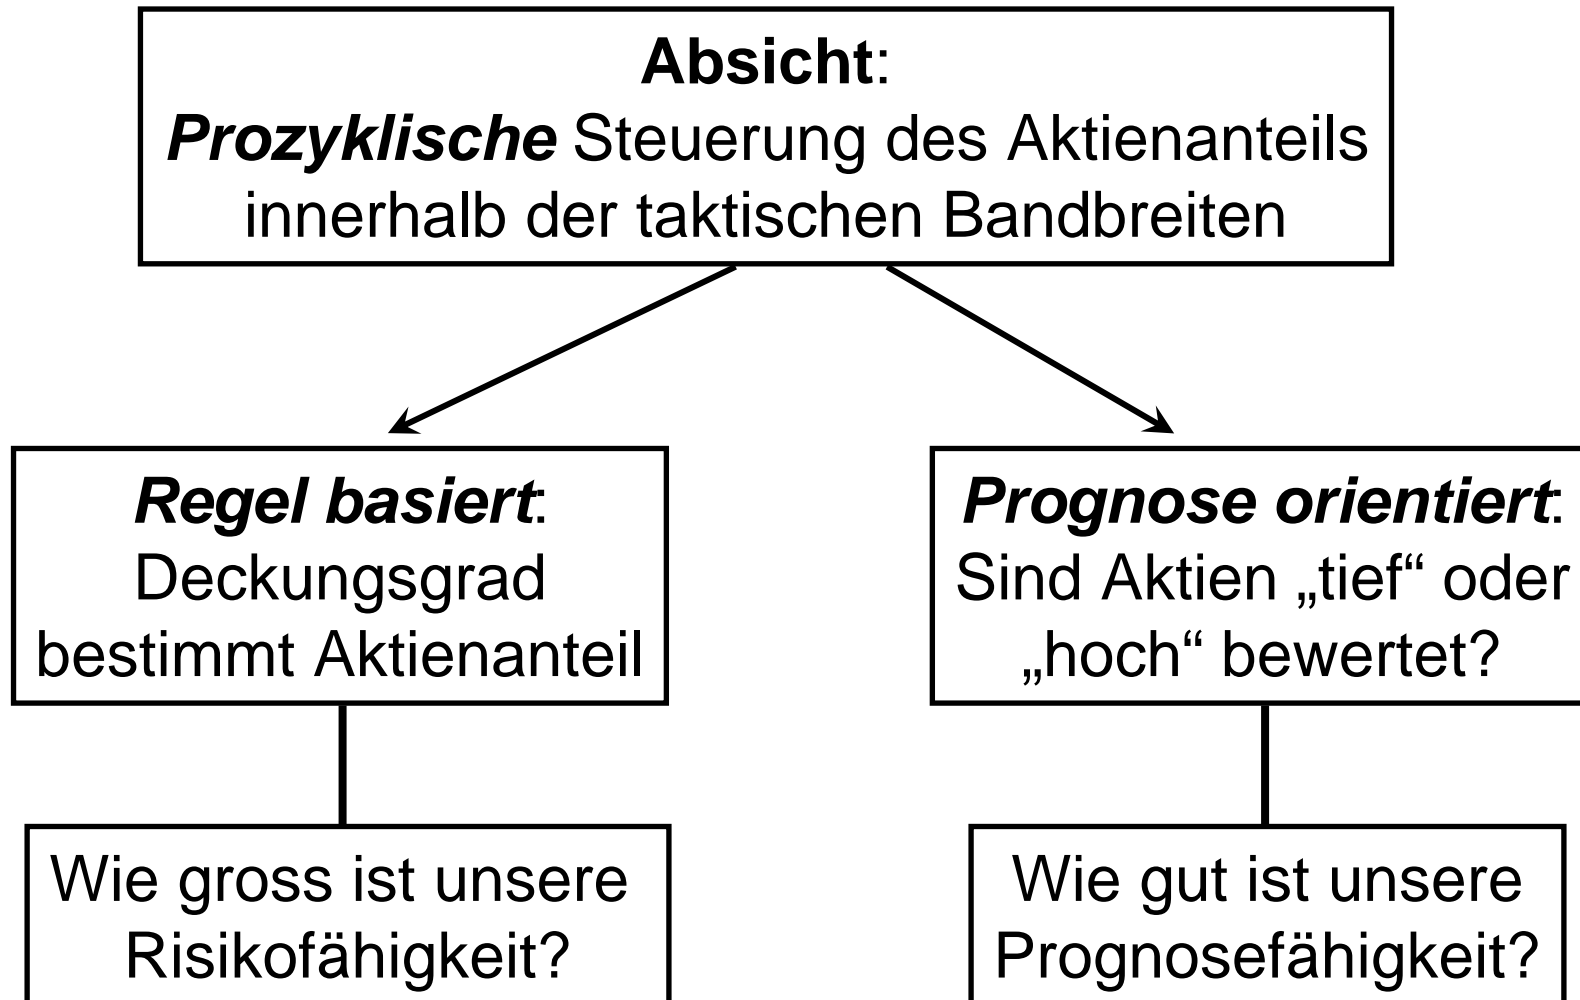 Absicht:
Prozyklische Steuerung des Aktienanteils
innerhalb der taktischen Bandbreiten
Regel basiert:
Deckungsgrad
bestimmt Aktienanteil
Prognose orientiert:
Sind Aktien „tief“ oder
„hoch“ bewertet?
Wie gross ist unsere
Risikofähigkeit?
Wie gut ist unsere
Prognosefähigkeit?